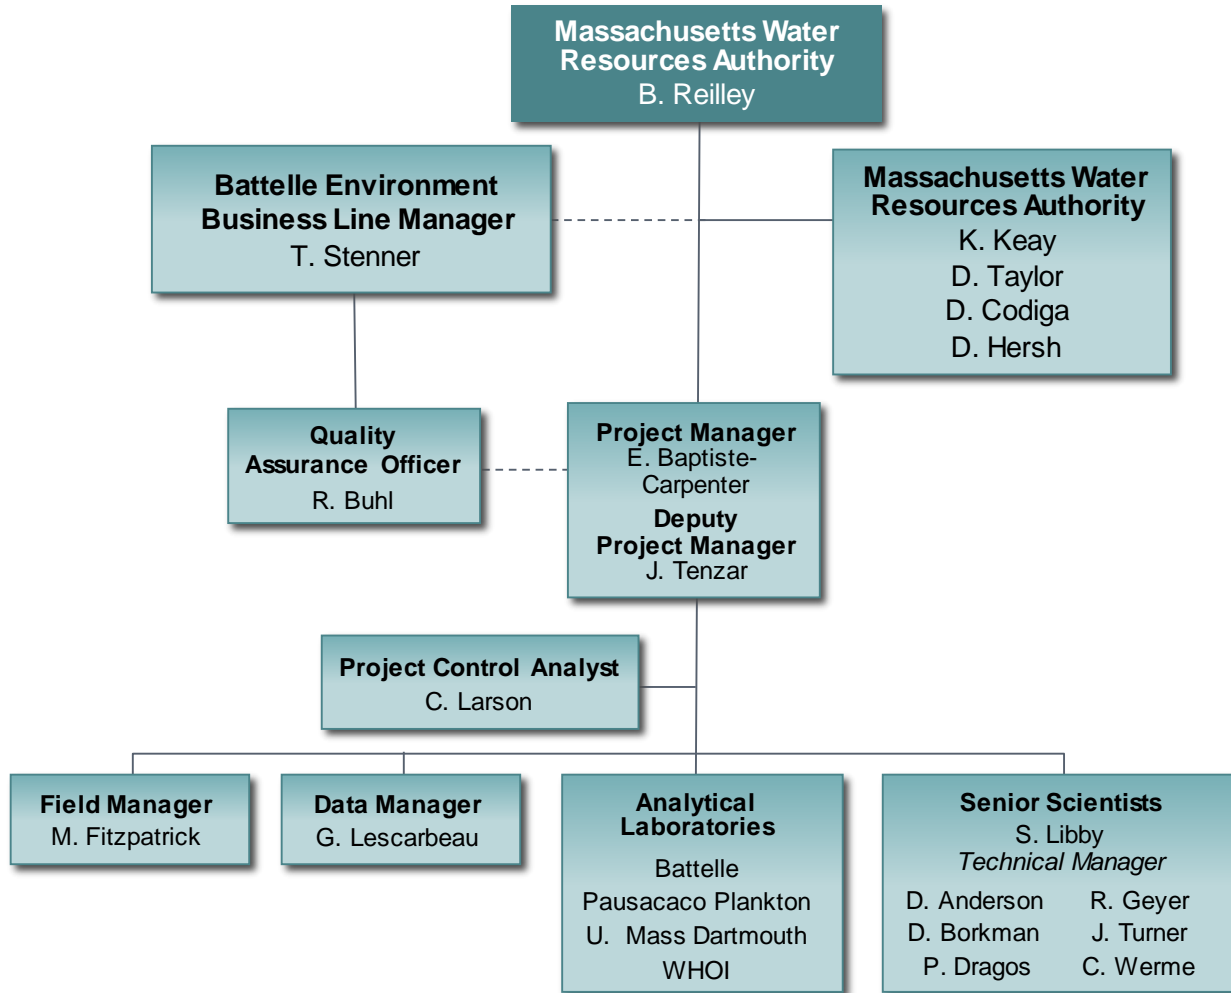 Massachusetts Water
Resources Authority
B. Reilley
Battelle Environment
Business Line Manager
T. Stenner
Massachusetts Water
Resources Authority
K. Keay
D. Taylor
D. Codiga
D. Hersh
Quality
Assurance Officer
R. Buhl
Project Manager
E. Baptiste-
Carpenter
Deputy
Project Manager
J. Tenzar
Project Control Analyst
C. Larson
Field Manager
M. Fitzpatrick
Data Manager
G. Lescarbeau
Analytical
Laboratories
Battelle
Pausacaco Plankton
U. Mass Dartmouth
WHOI
Senior Scientists
S. Libby
Technical Manager
D. Anderson R. Geyer
D. Borkman J. Turner
P. Dragos C. Werme